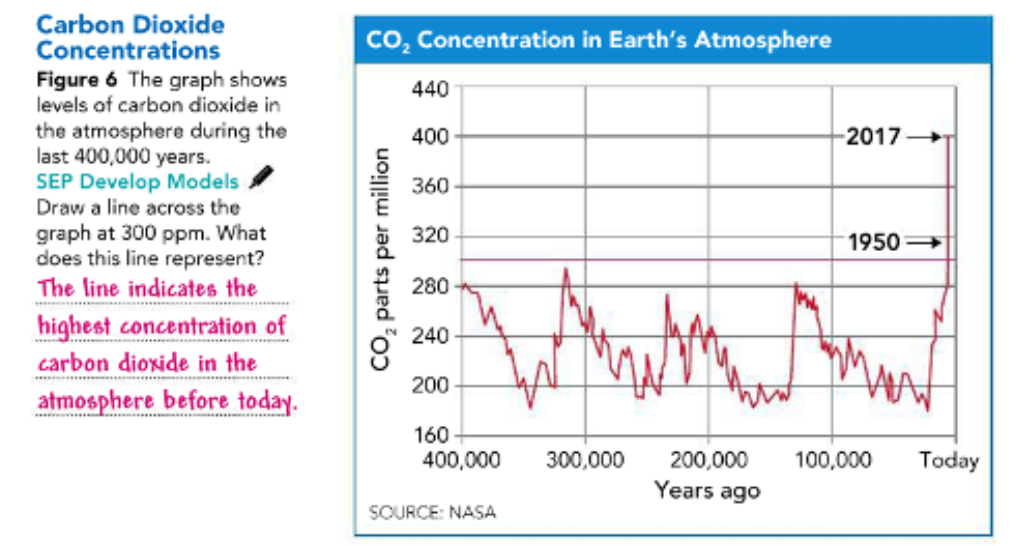 Carbon Dioxide
Concentrations
Figure 6 The graph shows
levels of carbon dioxide in
the atmosphere during the
last 400,000 years.
SEP Develop Models
Draw a line across the
graph at 300 ppm. What
does this line represent?
The line indicates the
highest concentration of
carbon dioxide in the
atmosphere before today.
CO₂ Concentration in Earth's Atmosphere
CO₂ parts per million
440
400
360
320
280
240
200
160
2017
1950
400,000 300,000 200,000 100,000 Today
Years ago
SOURCE: NASA